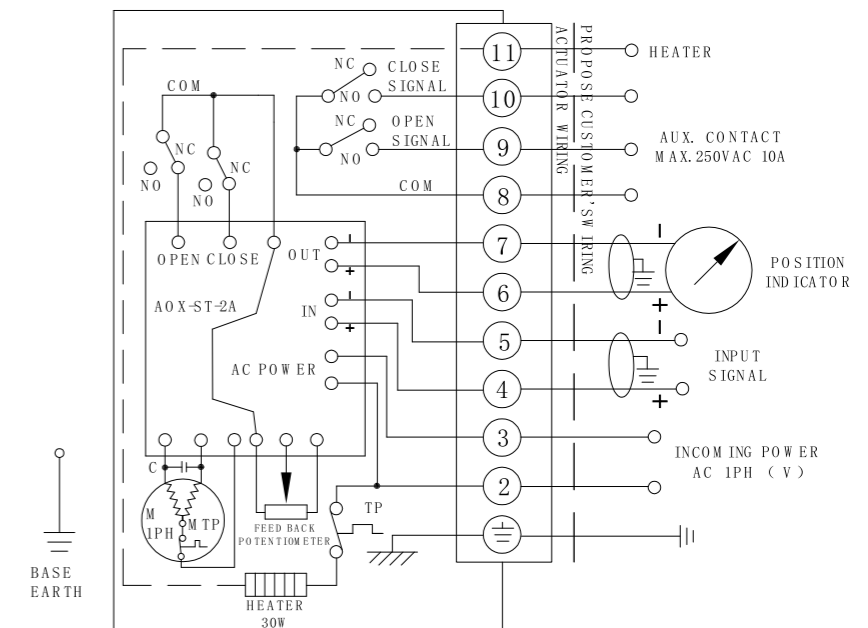 11
HEATER
NC
CLOSE
SIGNAL
NO
10
COM
NC
OPEN
SIGNAL
NO
9
AUX. CONTACT
MAX.250VAC 10A
NC
NO
NC
NO
COM
8
ACTUATOR WIRING
PROPOSE CUSTOMER'S WIRING
OPEN
CLOSE
OUT
-
+
7
-
6
+
POSITION
INDICATOR
AOX-ST-2A
IN
-
+
5
-
INPUT
SIGNAL
4
+
AC POWER
3
INCOMING POWER
AC 1PH (V)
2
C
M
1PH
M TP
FEED BACK
POTENTIOMETER
TP
HEATER
30W
BASE
EARTH